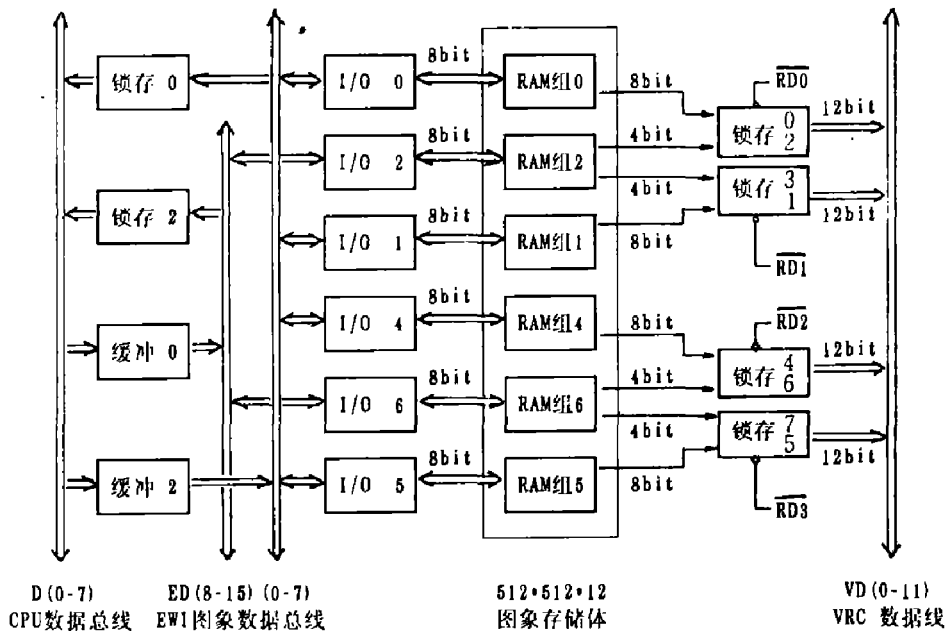 锁存 0
I/O 0
8bit
RAM组0
8bit
RD0
锁存 0 2
12bit
I/O 2
8bit
RAM组2
4bit
锁存 2
4bit
锁存 3 1
12bit
I/O 1
8bit
RAM组1
8bit
RD1
缓冲 0
I/O 4
8bit
RAM组4
8bit
RD2
锁存 4 6
12bit
I/O 6
8bit
RAM组6
4bit
4bit
锁存 7 5
12bit
缓冲 2
I/O 5
8bit
RAM组5
8bit
RD3
D(0-7)
CPU数据总线
ED(8-15) (0-7)
EWI图象数据总线
512*512*12
图象存储体
VD(0-11)
VRC 数据线